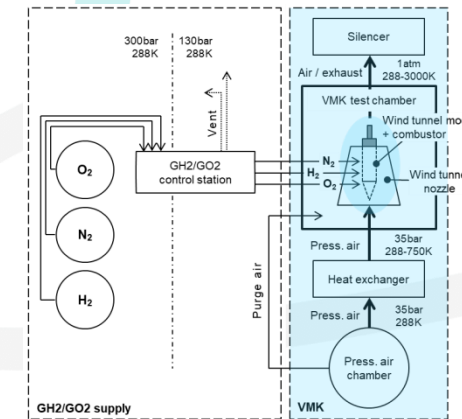 300bar
288K
130bar
288K
Vent
O₂
N₂
H₂
GH2/GO2
control station
GH2/GO2 supply
Silencer
Air / exhaust
1atm
288-3000K
VMK test chamber
Wind tunnel mo
+ combustor
N₂
H₂
O₂
Wind tunne
nozzle
Press. air
35bar
288-750K
Purge air
Heat exchanger
Press. air
35bar
288K
Press. air
chamber
VMK